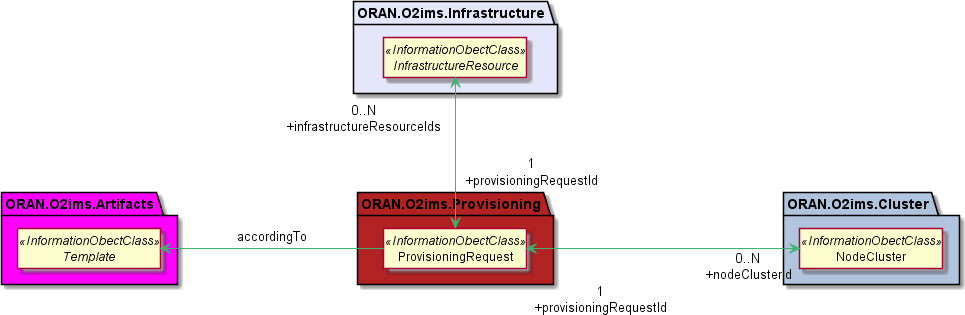 ORAN.O2ims.Infrastructure
«InformationObectClass»
InfrastructureResource
0..N
+infrastructureResourceIds
1
+provisioningRequestId
ORAN.O2ims.Artifacts
«InformationObectClass»
Template
accordingTo
ORAN.O2ims.Provisioning
«InformationObectClass»
ProvisioningRequest
ORAN.O2ims.Cluster
«InformationObectClass»
NodeCluster
0..N
+nodeClusterId
1
+provisioningRequestId